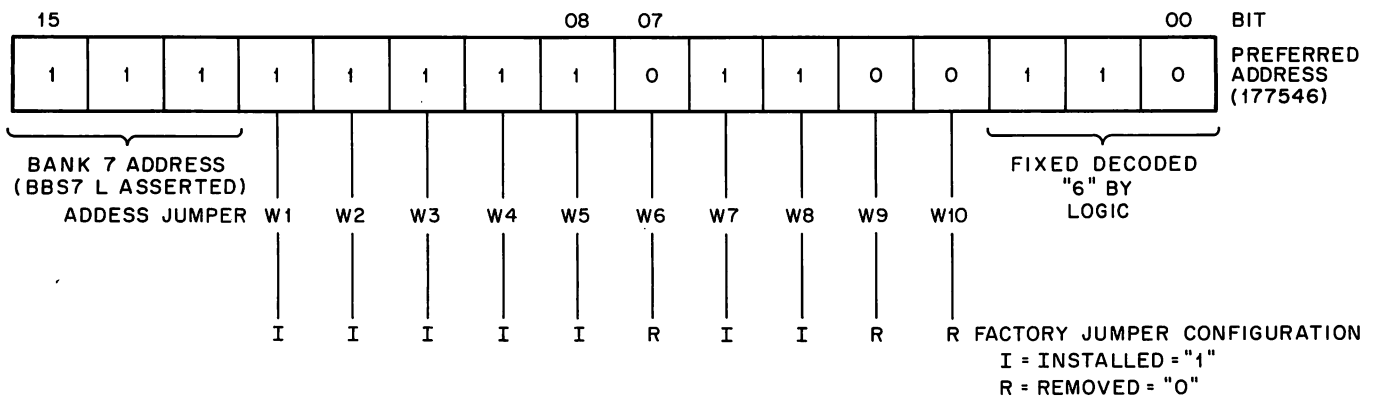 15 08 07 00 BIT
1 1 1 1 1 1 1 1 0 1 1 0 0 1 1 0
PREFERRED
ADDRESS
(177546)
BANK 7 ADDRESS
(BBS7 L ASSERTED)
FIXED DECODED
"6" BY
LOGIC
ADDESS JUMPER W1 W2 W3 W4 W5 W6 W7 W8 W9 W10
I I I I I R I I R R FACTORY JUMPER CONFIGURATION
I = INSTALLED = "1"
R = REMOVED = "0"